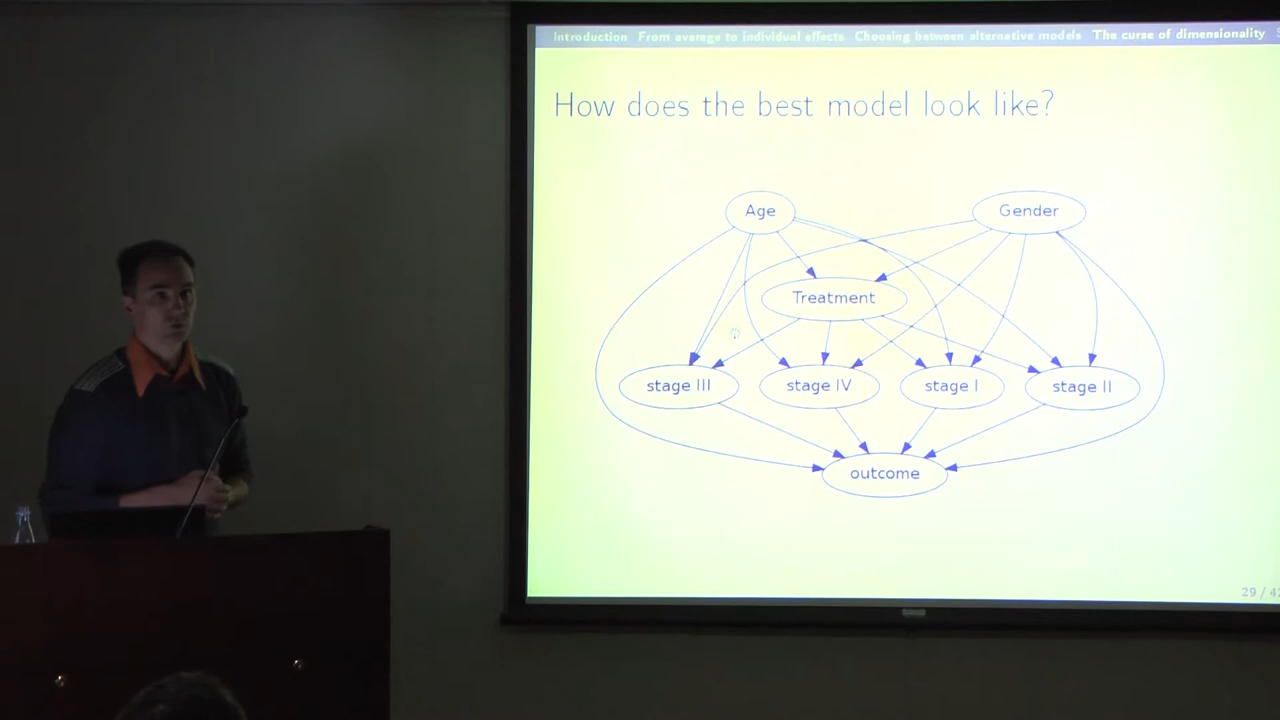 Introduction From average to individual effects Choosing between alternative models The curse of dimensionality
How does the best model look like?
Age
Gender
Treatment
stage III
stage IV
stage I
stage II
outcome
29 / 42